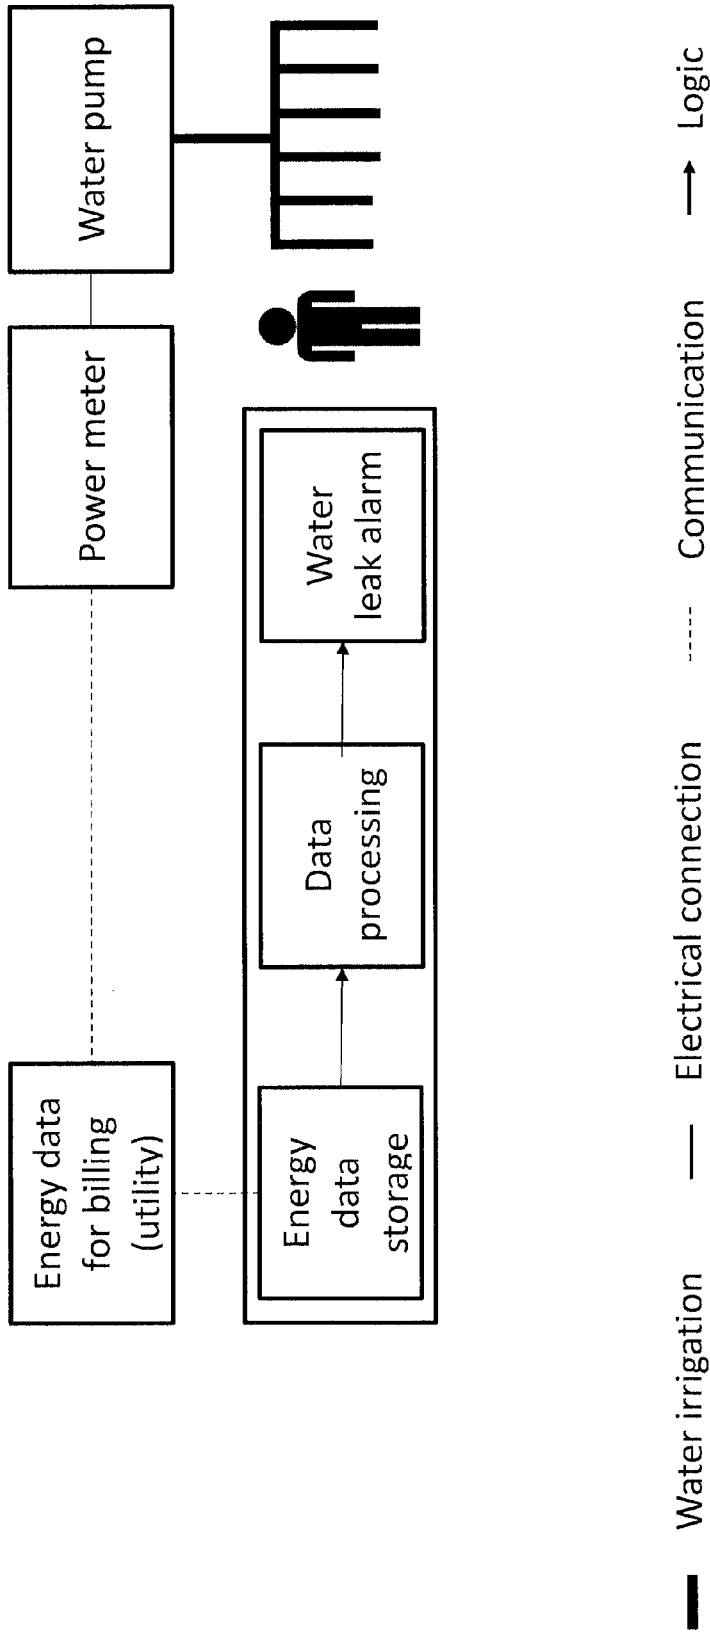 Energy data
for billing
(utility)
Power meter
Water pump
Energy
data
storage
Data
processing
Water
leak alarm
Water irrigation
Electrical connection
Communication
Logic